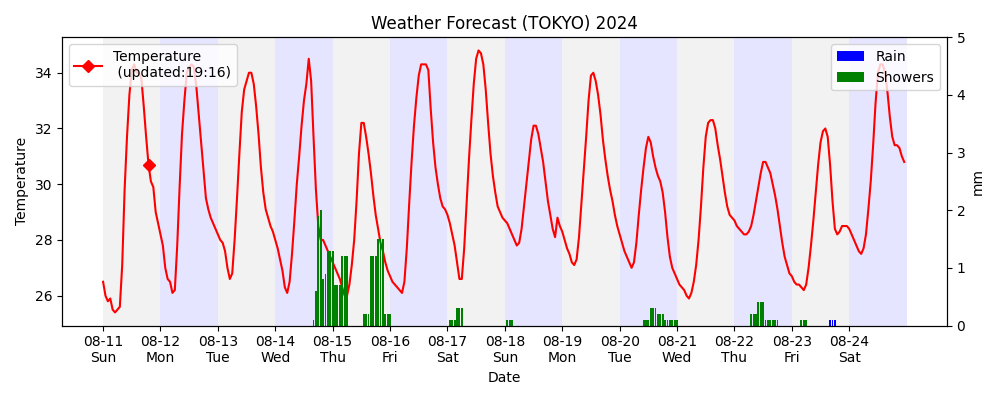 Weather Forecast (TOKYO) 2024
Temperature
(updated:19:16)
Rain
Showers
Temperature
34
32
30
28
26
5
4
3
2
1
0
mm
08-11 08-12 08-13 08-14 08-15 08-16 08-17 08-18 08-19 08-20 08-21 08-22 08-23 08-24
Sun Mon Tue Wed Thu Fri Sat Sun Mon Tue Wed Thu Fri Sat
Date